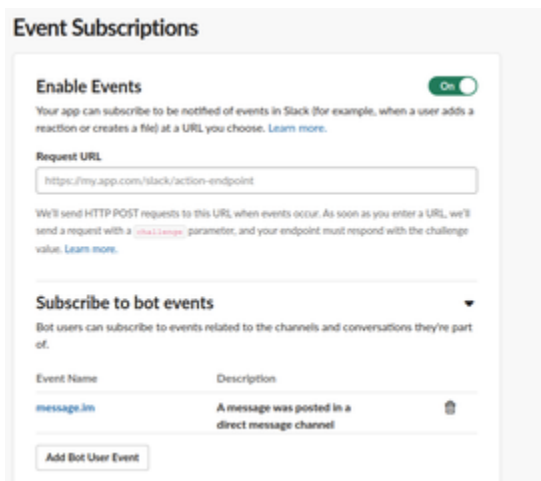 Event Subscriptions
Enable Events
On
Your app can subscribe to be notified of events in Slack (for example, when a user adds a
reaction or creates a file) at a URL you choose. Learn more.
Request URL
https://my.app.com/slack/action-endpoint
We'll send HTTP POST requests to this URL when events occur. As soon as you enter a URL, we'll
send a request with a challenge parameter, and your endpoint must respond with the challenge
value. Learn more.
Subscribe to bot events
Bot users can subscribe to events related to the channels and conversations they're part
of.
Event Name Description
message.im A message was posted in a
direct message channel
Add Bot User Event